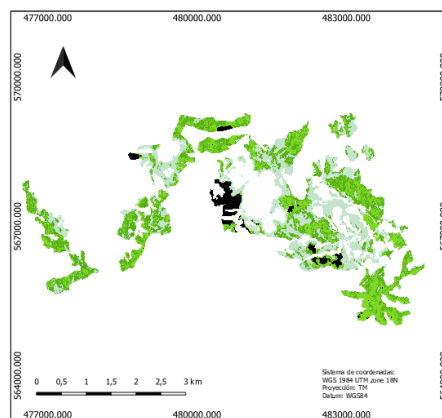 477000.000 480000.000 483000.000
570000.000
567000.000 567000.000
564000.000
0 0,5 1 1,5 2 2,5 3 km
Sistema de coordenadas:
WGS 1984 UTM zone 18N
Proyección: TM
Datum: WGS84
477000.000 480000.000 483000.000